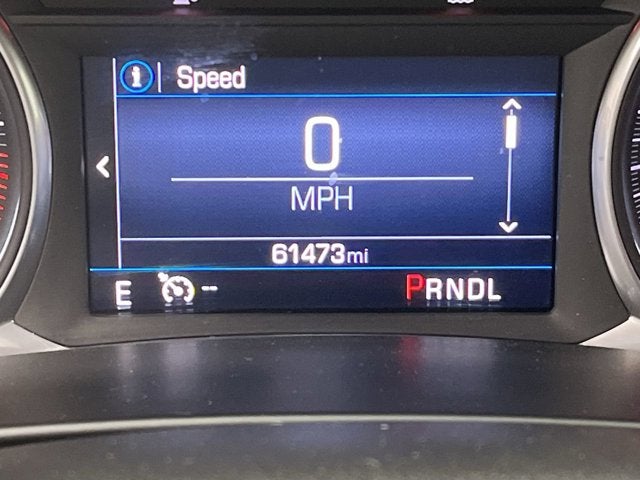 i Speed
0
MPH
61473mi
E -- PRNDL